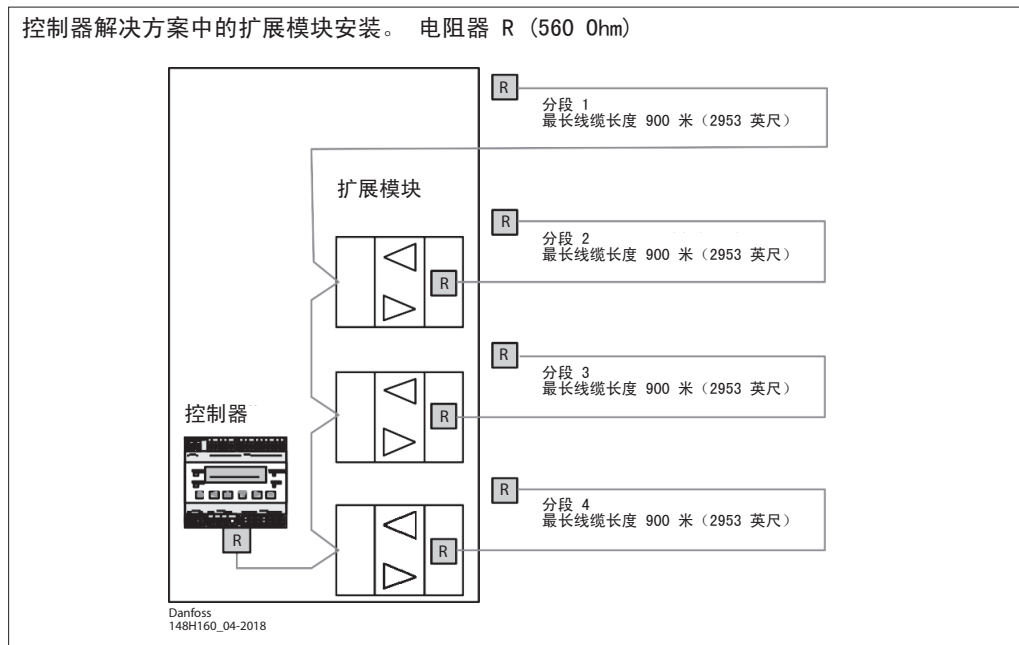 控制器解决方案中的扩展模块安装。 电阻器 R (560 Ohm)
R
分段 1
最长线缆长度 900 米（2953 英尺）
扩展模块
R
分段 2
最长线缆长度 900 米（2953 英尺）
R
R
分段 3
最长线缆长度 900 米（2953 英尺）
控制器
R
R
分段 4
最长线缆长度 900 米（2953 英尺）
R
R
Danfoss
148H160_04-2018